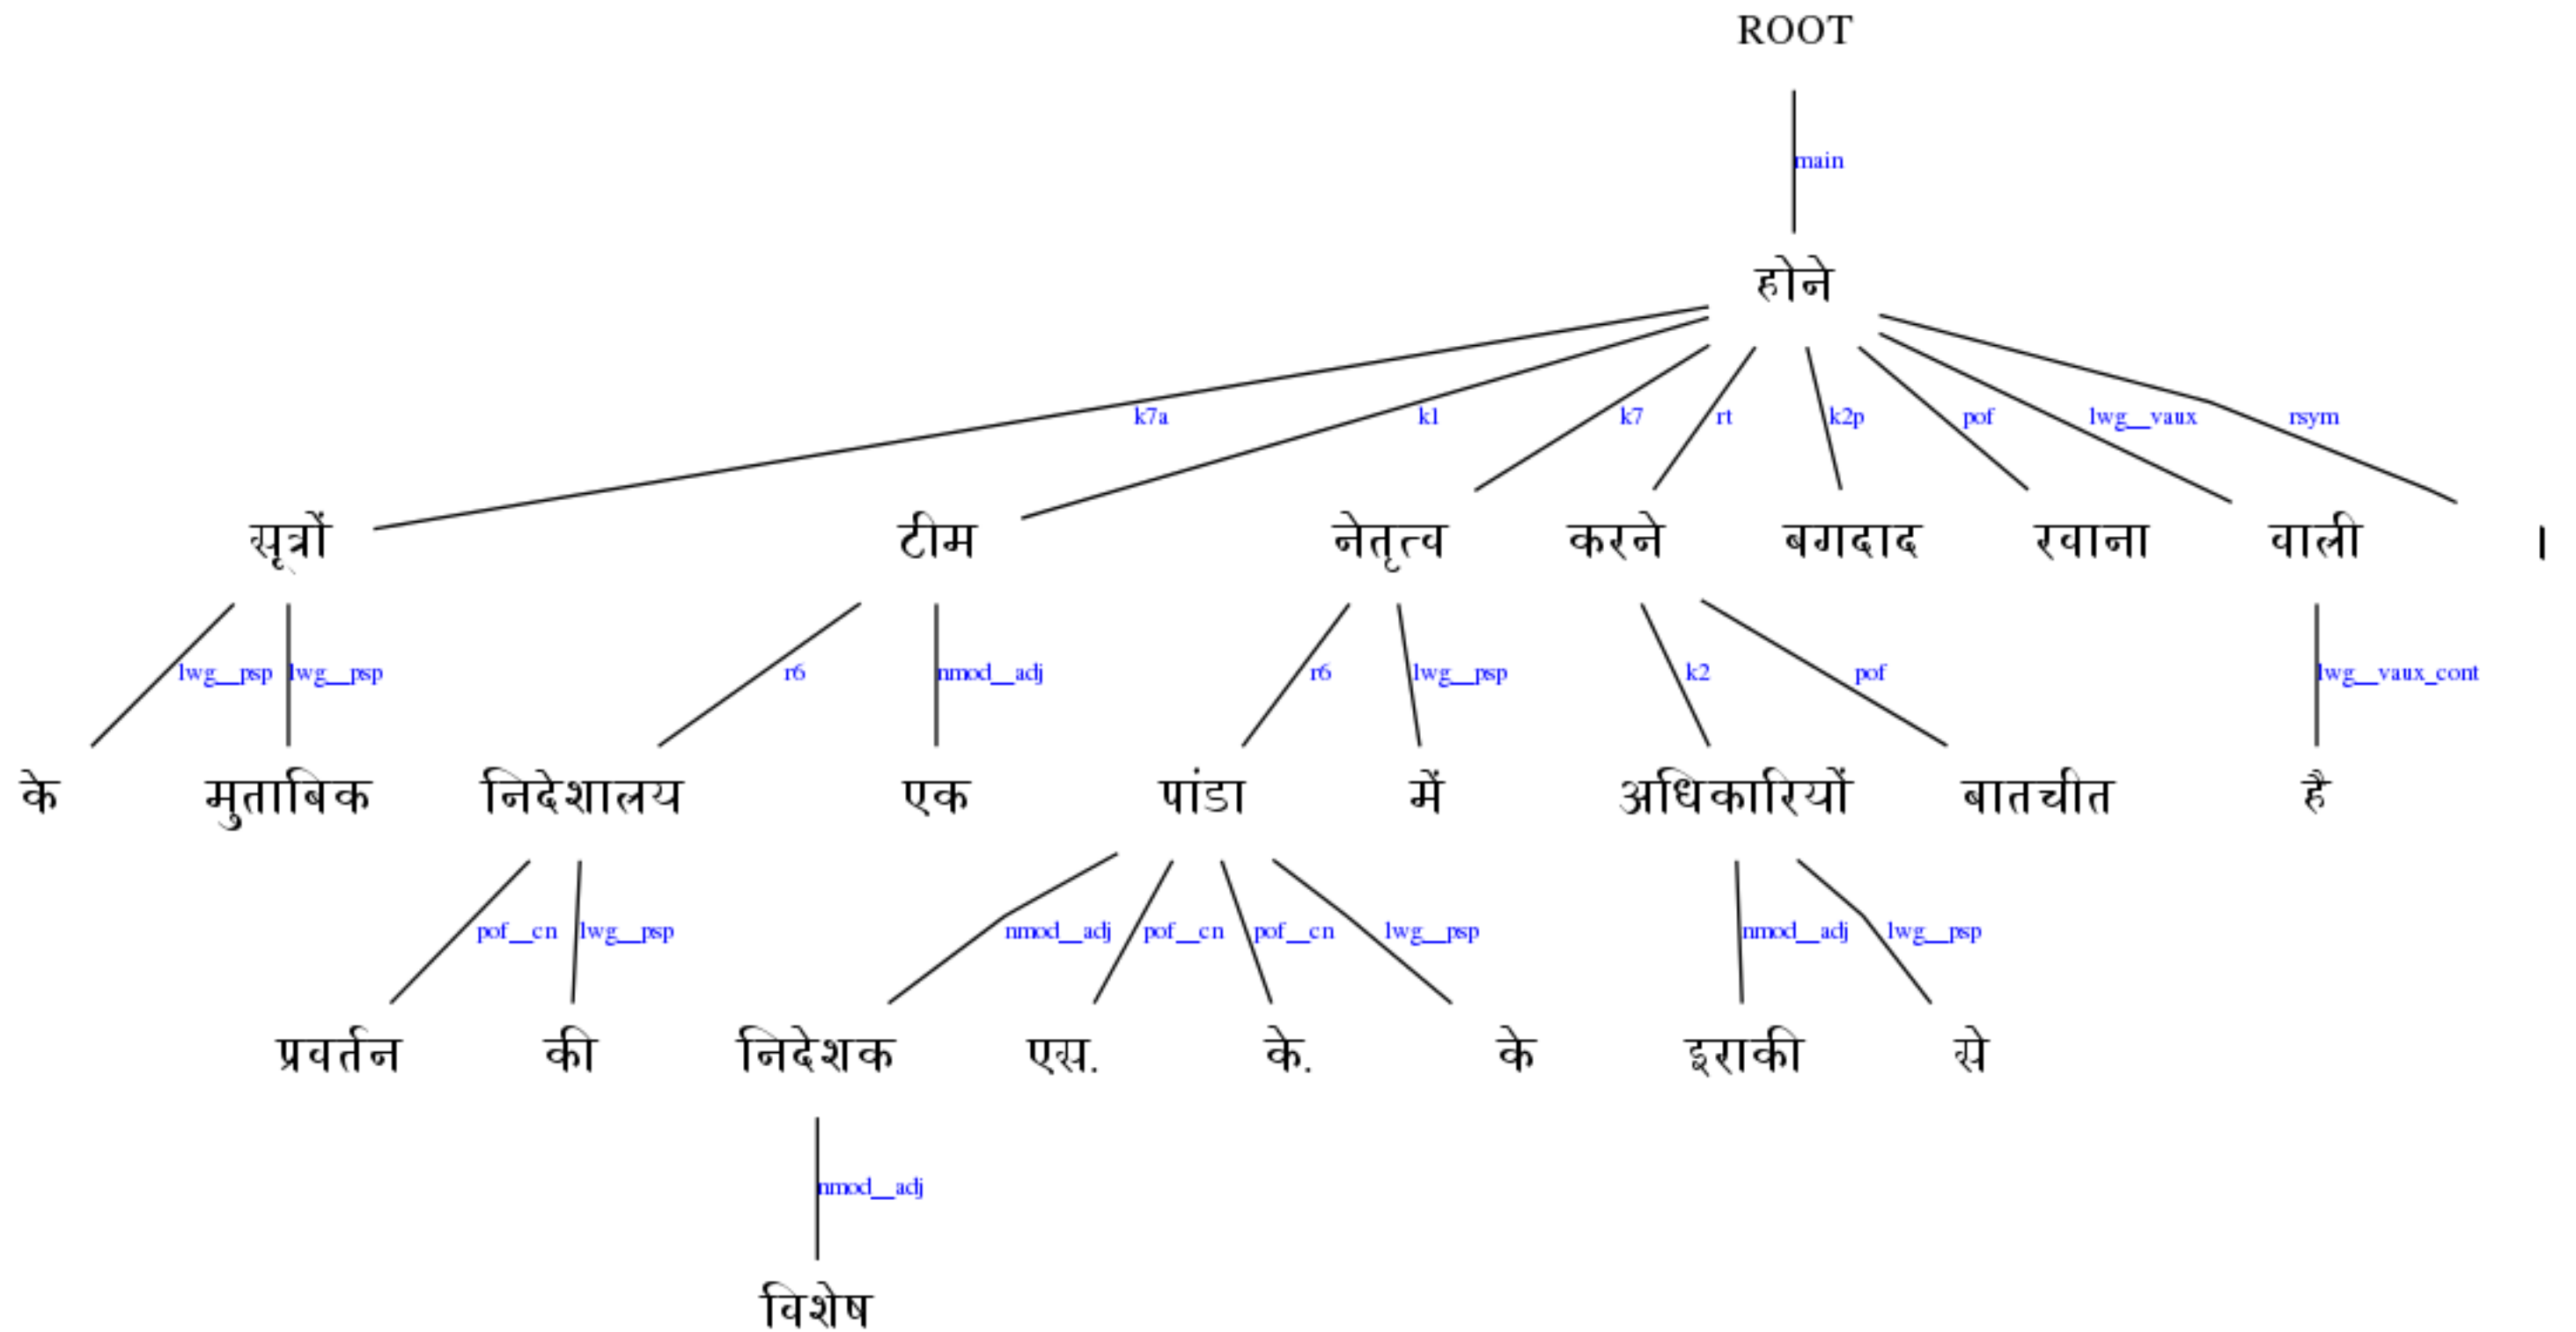 ROOT
main
होने
k7a k1 k7 rt k2p pof lwg__vaux rsym
सूत्रों टीम नेतृत्व करने बगदाद रवाना वाली ।
lwg__psp lwg__psp r6 nmod__adj r6 lwg__psp k2 pof lwg__vaux_cont
के मुताबिक निदेशालय एक पांडा में अधिकारियों बातचीत है
pof__cn lwg__psp nmod__adj pof__cn pof__cn lwg__psp nmod__adj lwg__psp
प्रवर्तन की निदेशक एस. के. के इराकी से
nmod__adj
विशेष